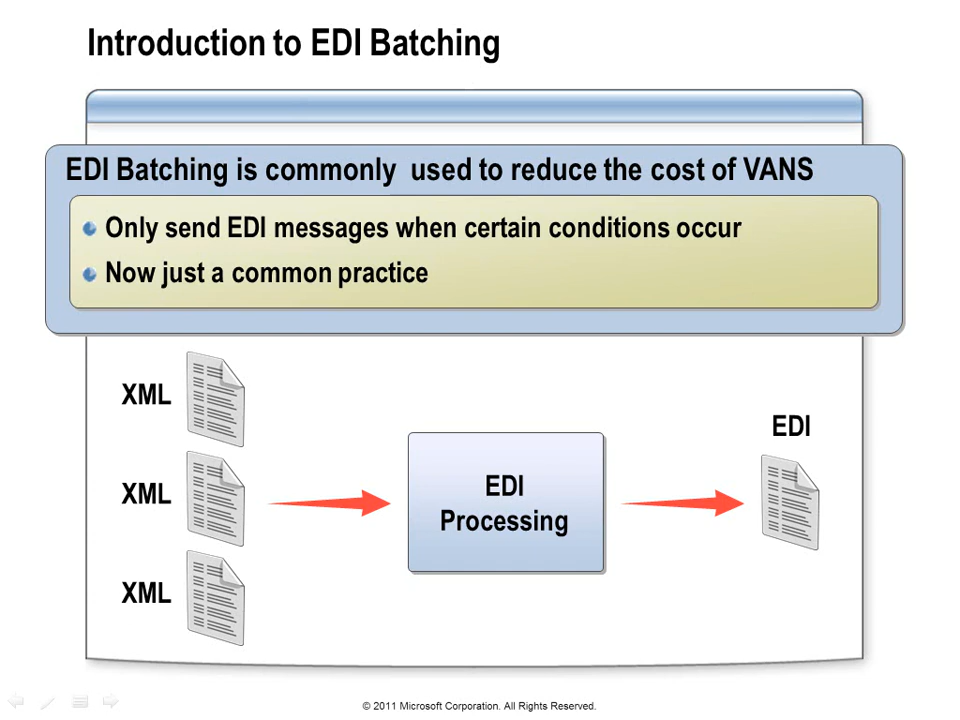 Introduction to EDI Batching
EDI Batching is commonly used to reduce the cost of VANS
Only send EDI messages when certain conditions occur
Now just a common practice
XML
XML
XML
EDI
Processing
EDI
© 2011 Microsoft Corporation. All Rights Reserved.